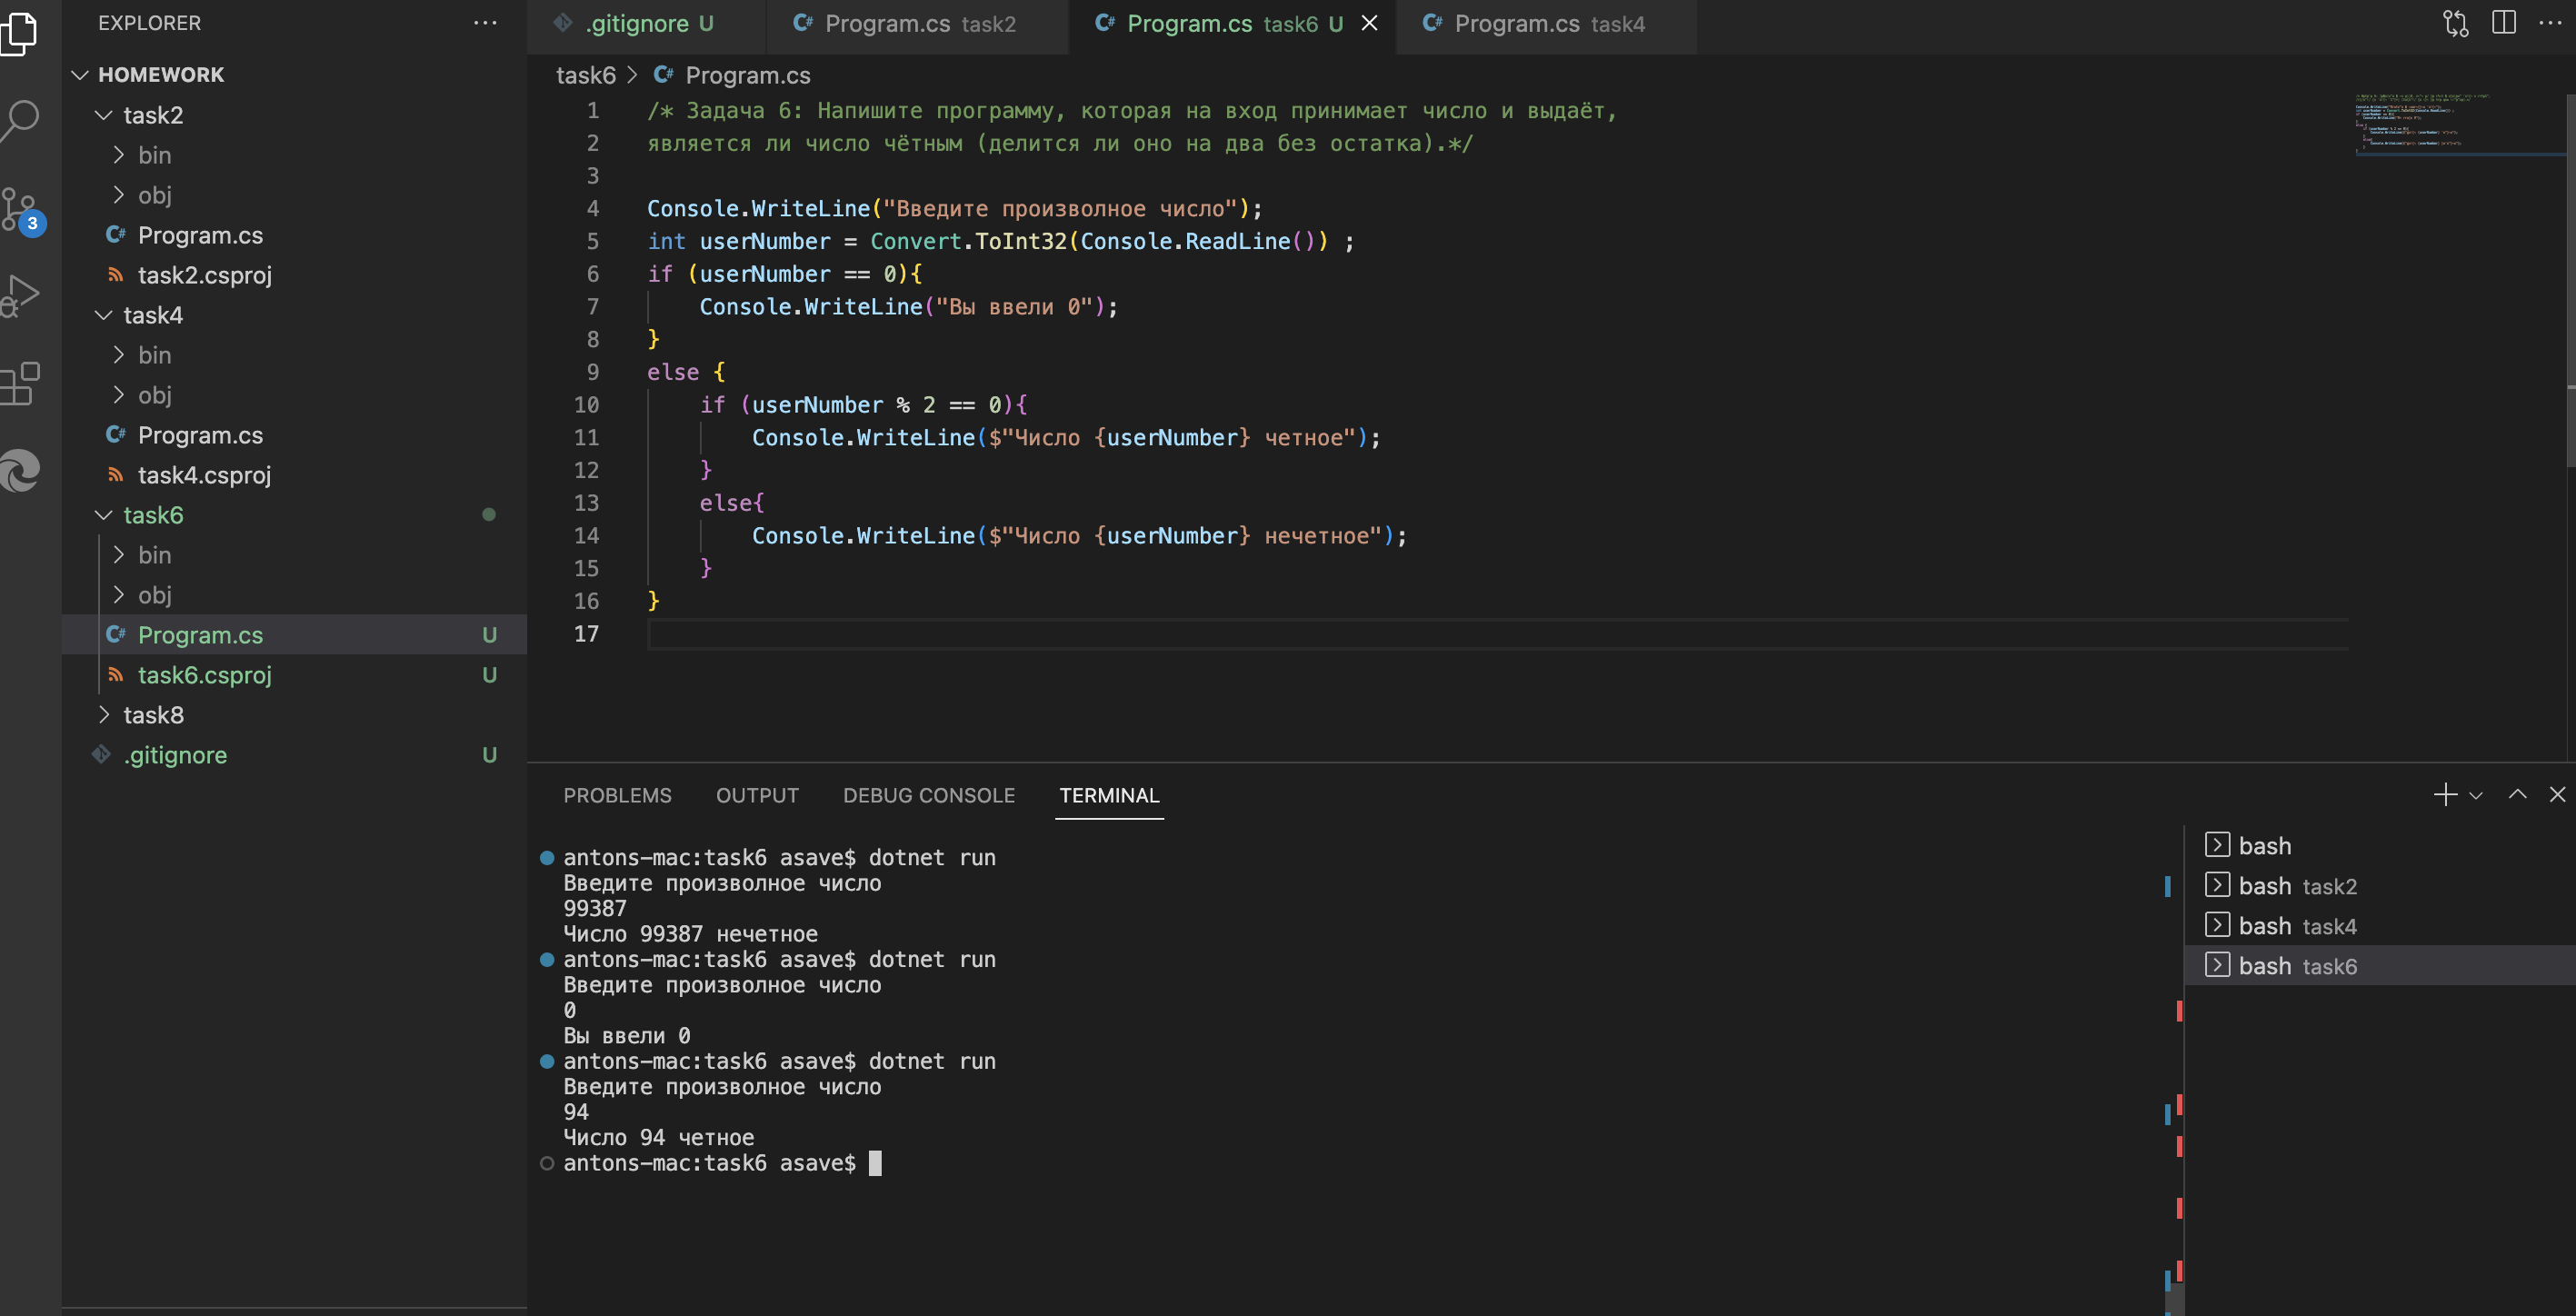 EXPLORER
HOMEWORK
task2
bin
obj
Program.cs
task2.csproj
task4
bin
obj
Program.cs
task4.csproj
task6
bin
obj
Program.cs U
task6.csproj U
task8
.gitignore U
3
.gitignore U
Program.cs task2
Program.cs task6 U
Program.cs task4
task6 > Program.cs
1 /* Задача 6: Напишите программу, которая на вход принимает число и выдаёт,
2 является ли число чётным (делится ли оно на два без остатка).*/
3
4 Console.WriteLine("Введите произволное число");
5 int userNumber = Convert.ToInt32(Console.ReadLine()) ;
6 if (userNumber == 0){
7 Console.WriteLine("Вы ввели 0");
8 }
9 else {
10 if (userNumber % 2 == 0){
11 Console.WriteLine($"Число {userNumber} четное");
12 }
13 else{
14 Console.WriteLine($"Число {userNumber} нечетное");
15 }
16 }
17
PROBLEMS OUTPUT DEBUG CONSOLE TERMINAL
antons-mac:task6 asave$ dotnet run
Введите произволное число
99387
Число 99387 нечетное
antons-mac:task6 asave$ dotnet run
Введите произволное число
0
Вы ввели 0
antons-mac:task6 asave$ dotnet run
Введите произволное число
94
Число 94 четное
antons-mac:task6 asave$
bash
bash task2
bash task4
bash task6